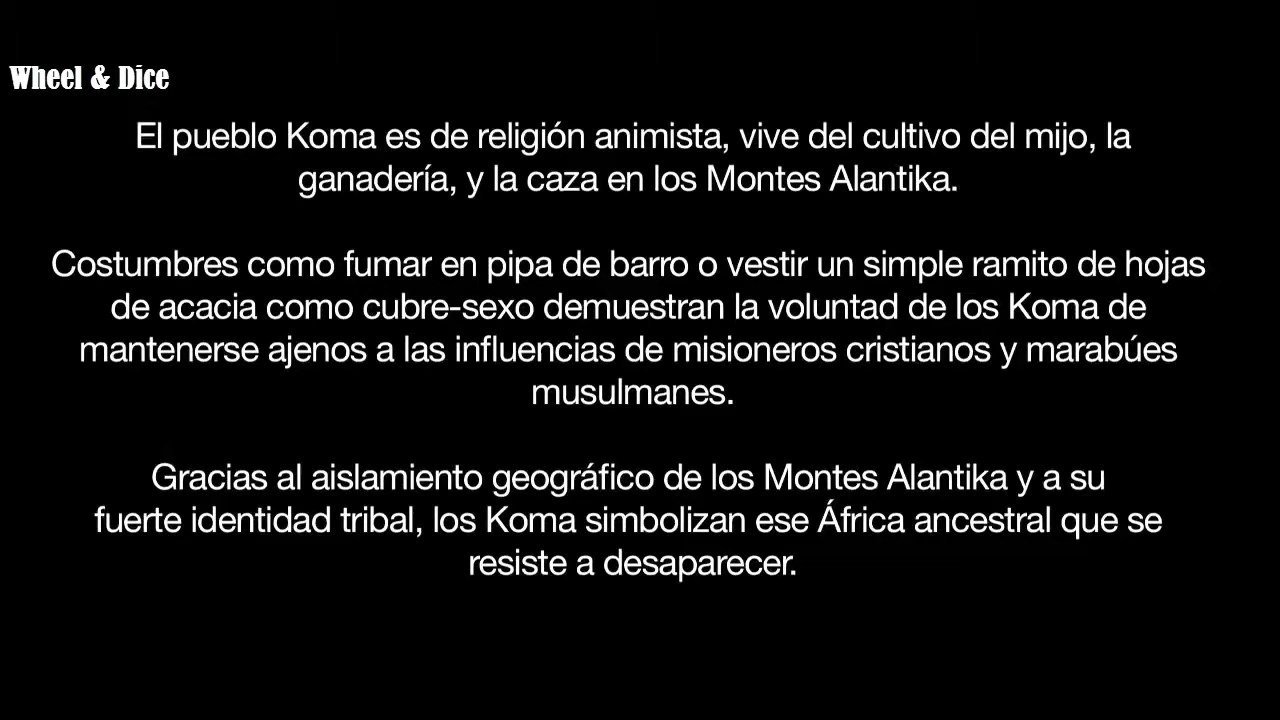 Wheel & Dice
El pueblo Koma es de religión animista, vive del cultivo del mijo, la
ganadería, y la caza en los Montes Alantika.
Costumbres como fumar en pipa de barro o vestir un simple ramito de hojas
de acacia como cubre-sexo demuestran la voluntad de los Koma de
mantenerse ajenos a las influencias de misioneros cristianos y marabúes
musulmanes.
Gracias al aislamiento geográfico de los Montes Alantika y a su
fuerte identidad tribal, los Koma simbolizan ese África ancestral que se
resiste a desaparecer.